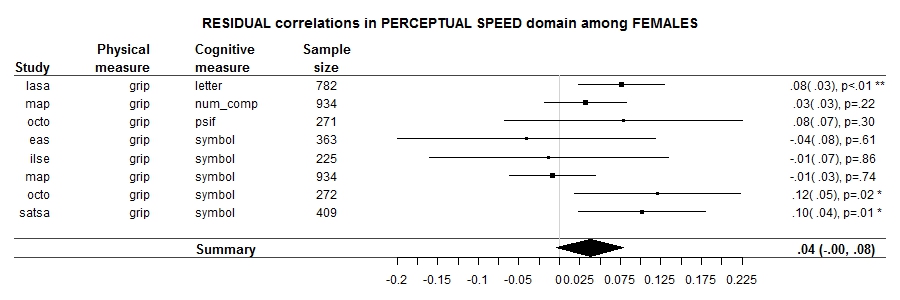 RESIDUAL correlations in PERCEPTUAL SPEED domain among FEMALES
Physical Cognitive Sample
Study measure measure size
lasa grip letter 782 .08( .03), p<.01 **
map grip num_comp 934 .03( .03), p=.22
octo grip psif 271 .08( .07), p=.30
eas grip symbol 363 -.04( .08), p=.61
ilse grip symbol 225 -.01( .07), p=.86
map grip symbol 934 -.01( .03), p=.74
octo grip symbol 272 .12( .05), p=.02 *
satsa grip symbol 409 .10( .04), p=.01 *
Summary .04 (-.00, .08)
-0.2 -0.15 -0.1 -0.05 0 0.025 0.075 0.125 0.175 0.225